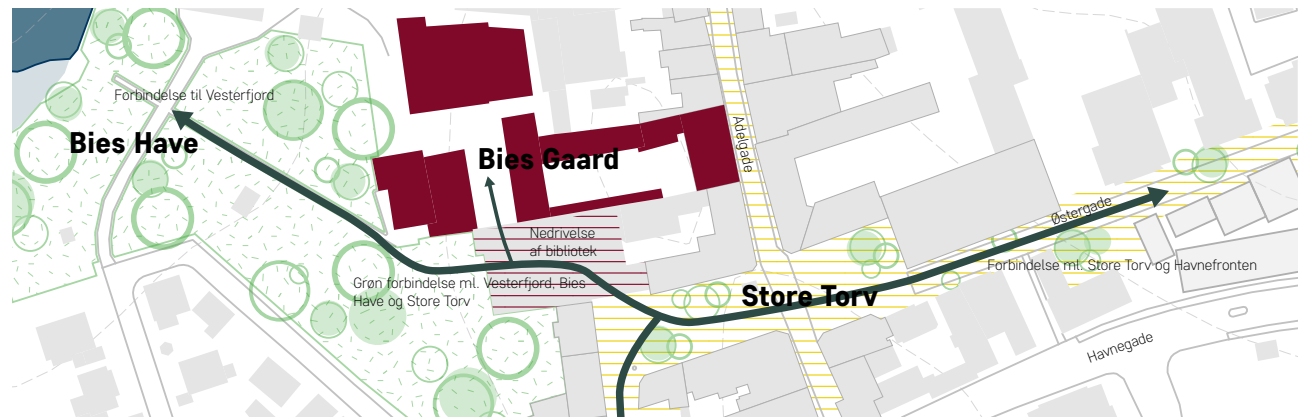 Forbindelse til Vesterfjord
Bies Have
Bies Gaard
Adelgade
Nedrivelse
af bibliotek
Østergade
Forbindelse ml. Store Torv og Havnefronten
Grøn forbindelse ml. Vesterfjord, Bies
Have og Store Torv
Store Torv
Havnegade